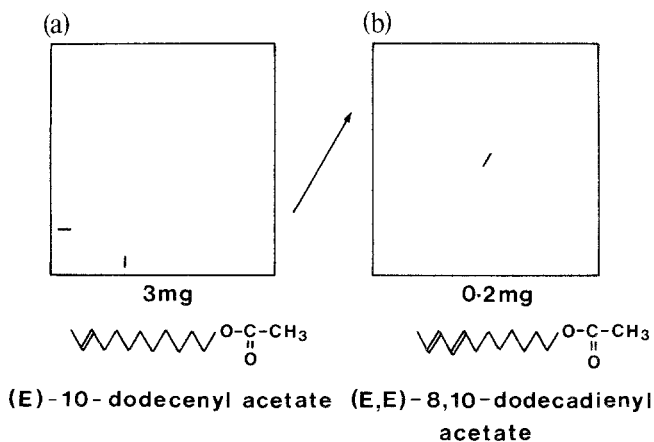 (a)
(b)
3mg
0·2mg
O-C-CH3
O
O-C-CH3
O
(E)-10-dodecenyl acetate
(E,E)-8,10-dodecadienyl
acetate